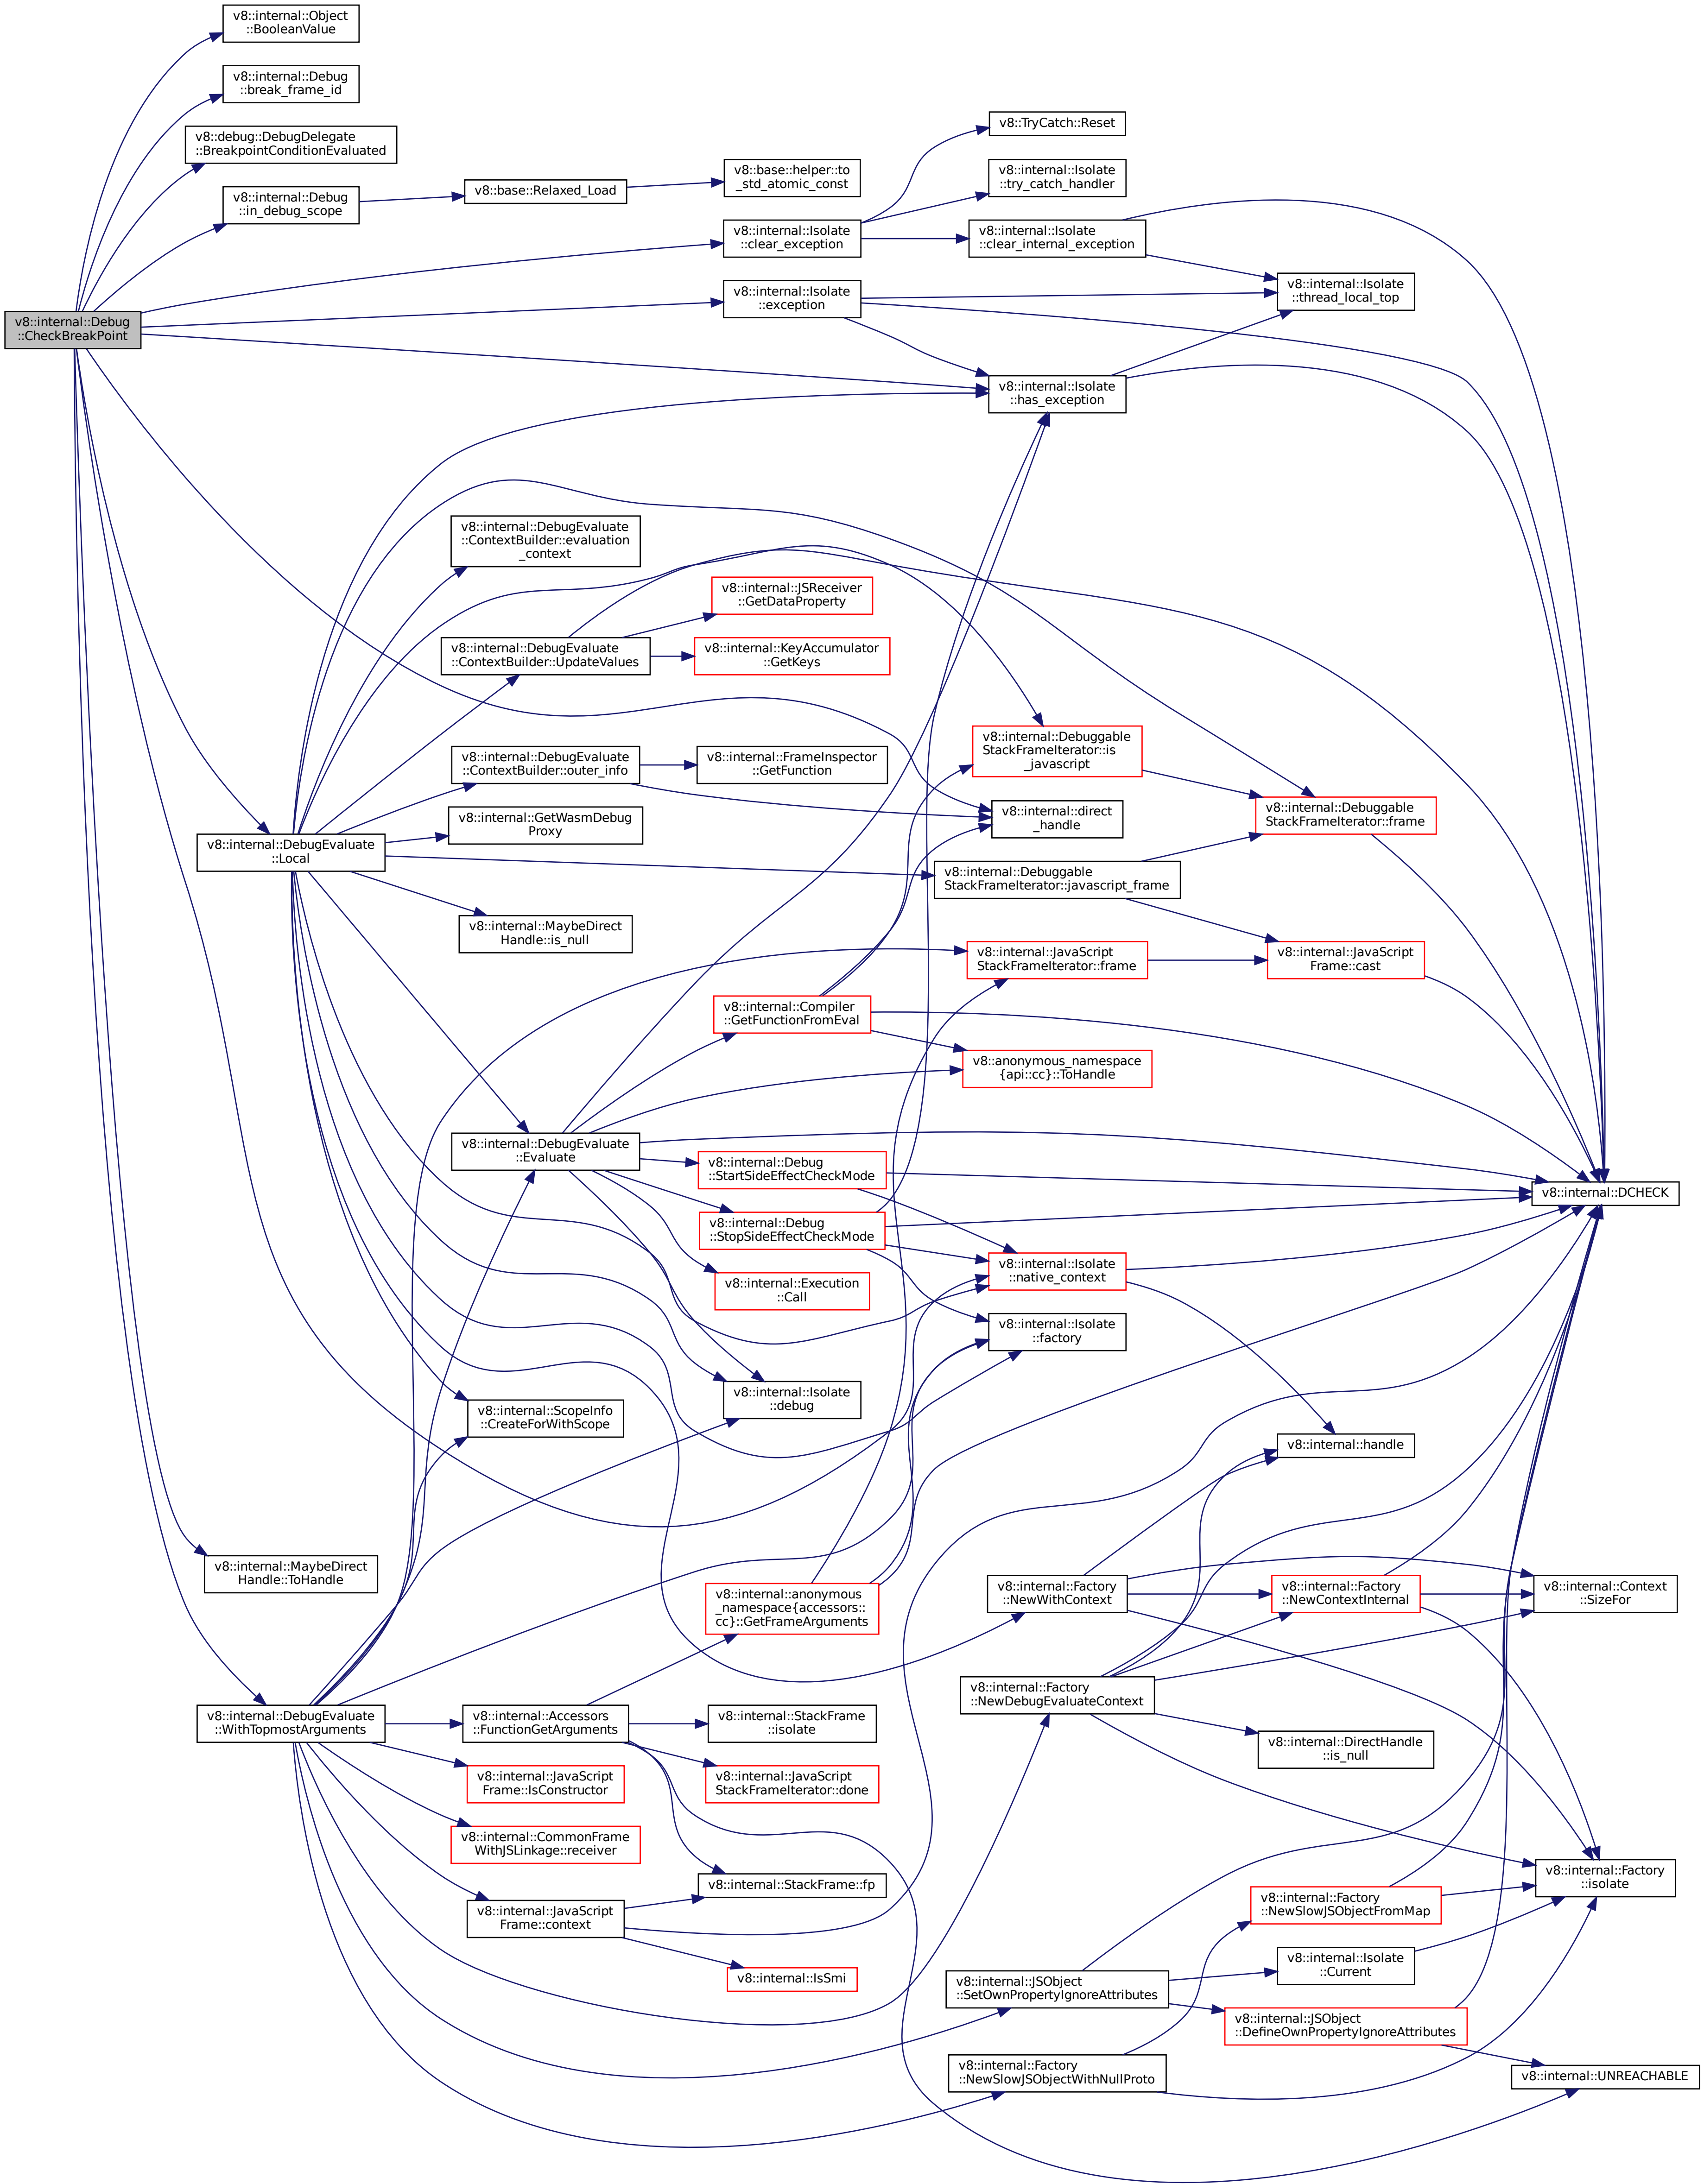 v8::internal::Object
::BooleanValue
v8::internal::Debug
::break_frame_id
v8::debug::DebugDelegate
::BreakpointConditionEvaluated
v8::internal::Debug
::in_debug_scope
v8::internal::Debug
::CheckBreakPoint
v8::base::Relaxed_Load
v8::base::helper::to
_std_atomic_const
v8::internal::Isolate
::clear_exception
v8::internal::Isolate
::exception
v8::TryCatch::Reset
v8::internal::Isolate
::try_catch_handler
v8::internal::Isolate
::clear_internal_exception
v8::internal::Isolate
::thread_local_top
v8::internal::Isolate
::has_exception
v8::internal::DebugEvaluate
::ContextBuilder::evaluation
_context
v8::internal::JSReceiver
::GetDataProperty
v8::internal::DebugEvaluate
::ContextBuilder::UpdateValues
v8::internal::KeyAccumulator
::GetKeys
v8::internal::DebugEvaluate
::ContextBuilder::outer_info
v8::internal::FrameInspector
::GetFunction
v8::internal::Debuggable
StackFrameIterator::is
_javascript
v8::internal::direct
_handle
v8::internal::Debuggable
StackFrameIterator::frame
v8::internal::GetWasmDebug
Proxy
v8::internal::DebugEvaluate
::Local
v8::internal::Debuggable
StackFrameIterator::javascript_frame
v8::internal::MaybeDirect
Handle::is_null
v8::internal::JavaScript
StackFrameIterator::frame
v8::internal::JavaScript
Frame::cast
v8::internal::Compiler
::GetFunctionFromEval
v8::anonymous_namespace
{api::cc}::ToHandle
v8::internal::DebugEvaluate
::Evaluate
v8::internal::Debug
::StartSideEffectCheckMode
v8::internal::Debug
::StopSideEffectCheckMode
v8::internal::DCHECK
v8::internal::Execution
::Call
v8::internal::Isolate
::native_context
v8::internal::Isolate
::factory
v8::internal::Isolate
::debug
v8::internal::ScopeInfo
::CreateForWithScope
v8::internal::handle
v8::internal::MaybeDirect
Handle::ToHandle
v8::internal::anonymous
_namespace{accessors::
cc}::GetFrameArguments
v8::internal::Factory
::NewWithContext
v8::internal::Factory
::NewContextInternal
v8::internal::Context
::SizeFor
v8::internal::Factory
::NewDebugEvaluateContext
v8::internal::DebugEvaluate
::WithTopmostArguments
v8::internal::Accessors
::FunctionGetArguments
v8::internal::StackFrame
::isolate
v8::internal::DirectHandle
::is_null
v8::internal::JavaScript
Frame::IsConstructor
v8::internal::JavaScript
StackFrameIterator::done
v8::internal::CommonFrame
WithJSLinkage::receiver
v8::internal::StackFrame::fp
v8::internal::Factory
::isolate
v8::internal::JavaScript
Frame::context
v8::internal::Factory
::NewSlowJSObjectFromMap
v8::internal::IsSmi
v8::internal::JSObject
::SetOwnPropertyIgnoreAttributes
v8::internal::Isolate
::Current
v8::internal::JSObject
::DefineOwnPropertyIgnoreAttributes
v8::internal::Factory
::NewSlowJSObjectWithNullProto
v8::internal::UNREACHABLE